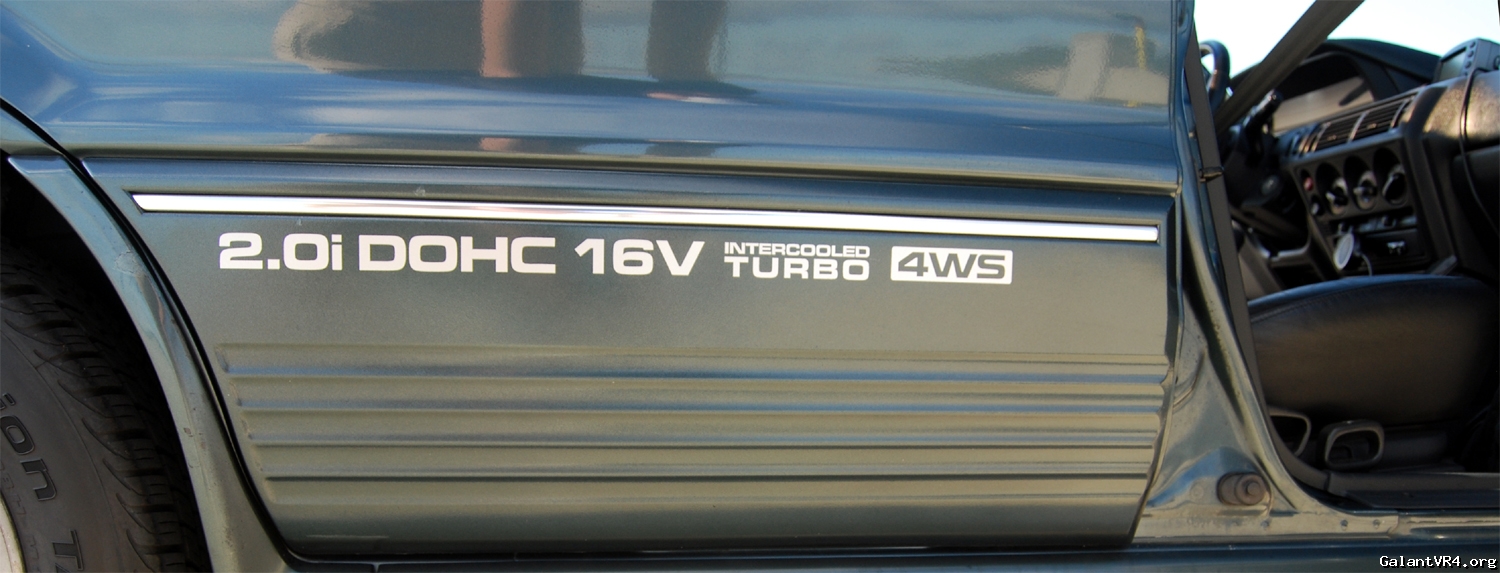 2.0i DOHC 16V INTERCOOLED TURBO 4WS
GalantVR4.org